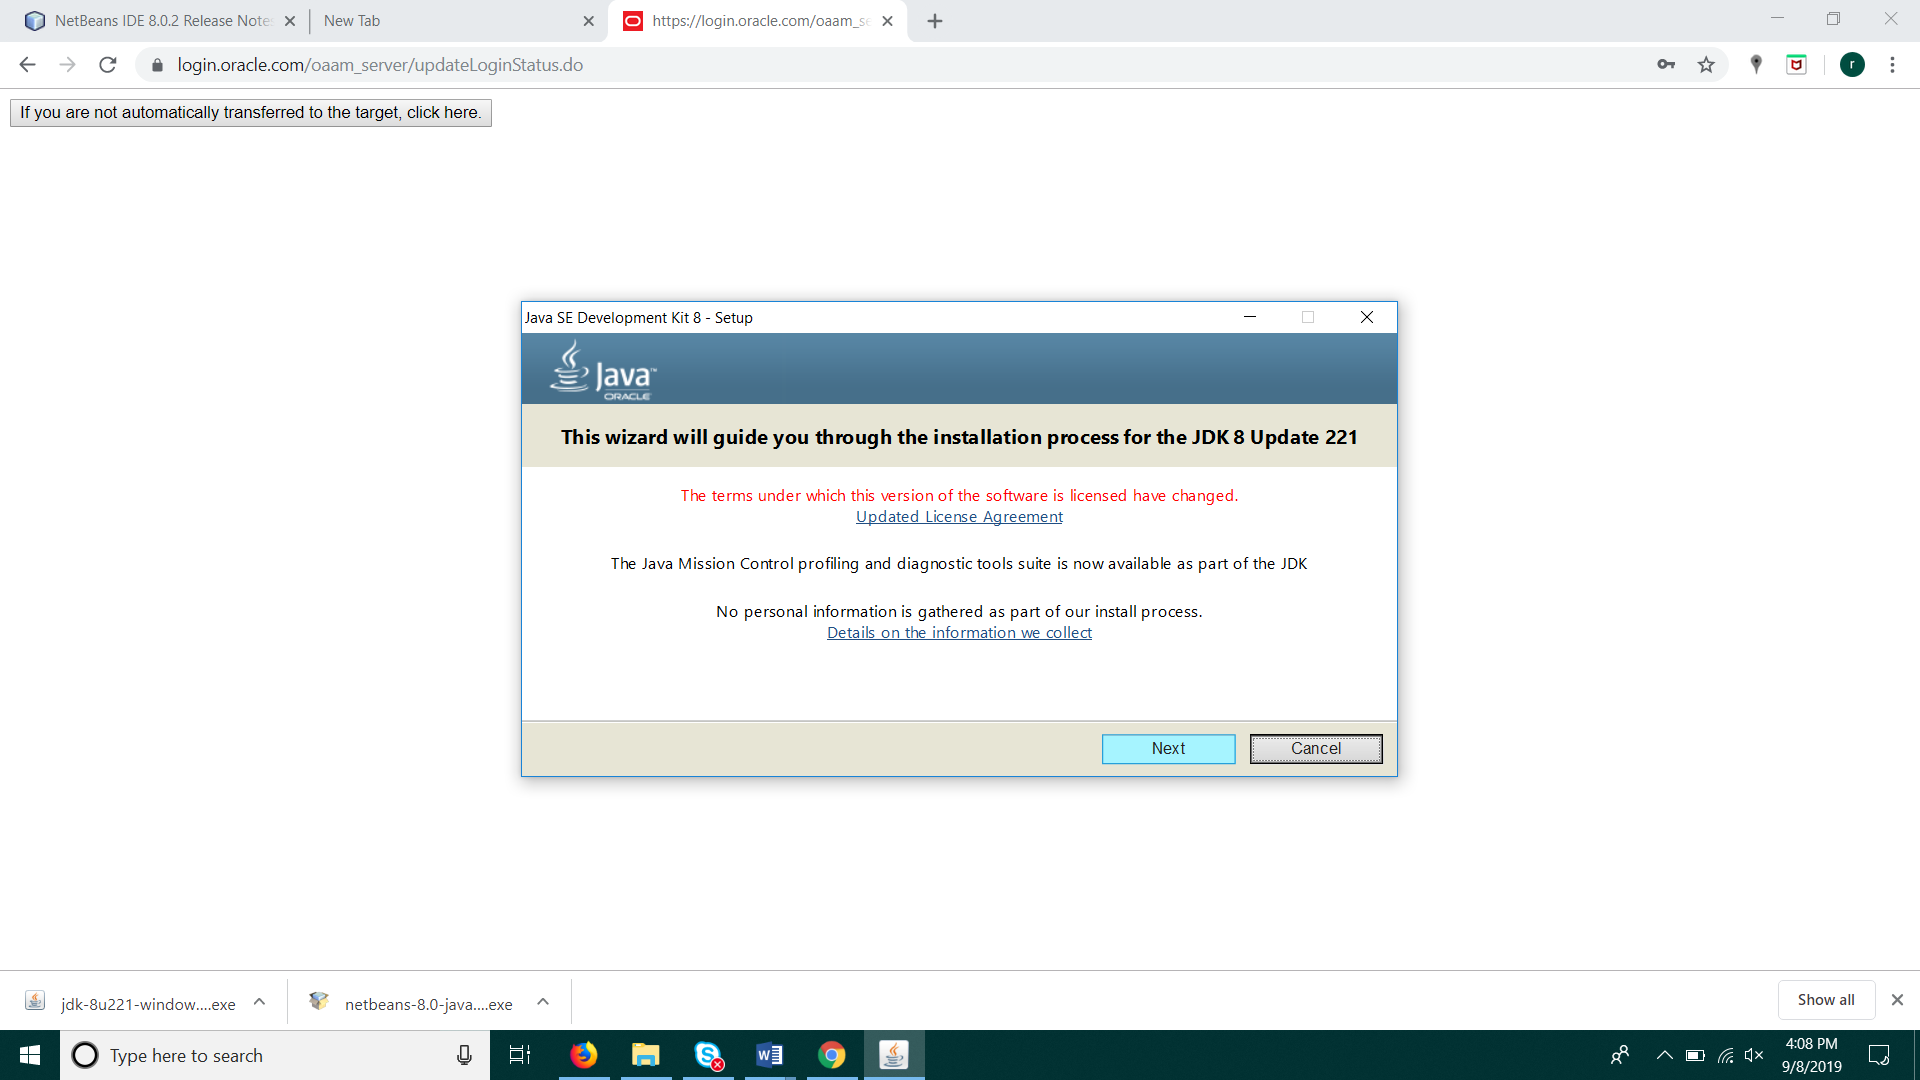 NetBeans IDE 8.0.2 Release Note
New Tab
https://login.oracle.com/oaam_se
login.oracle.com/oaam_server/updateLoginStatus.do
r
If you are not automatically transferred to the target, click here.
Java SE Development Kit 8 - Setup
Java™
ORACLE
This wizard will guide you through the installation process for the JDK 8 Update 221
The terms under which this version of the software is licensed have changed.
Updated License Agreement
The Java Mission Control profiling and diagnostic tools suite is now available as part of the JDK
No personal information is gathered as part of our install process.
Details on the information we collect
Next
Cancel
jdk-8u221-window....exe
netbeans-8.0-java....exe
Show all
Type here to search
4:08 PM
9/8/2019